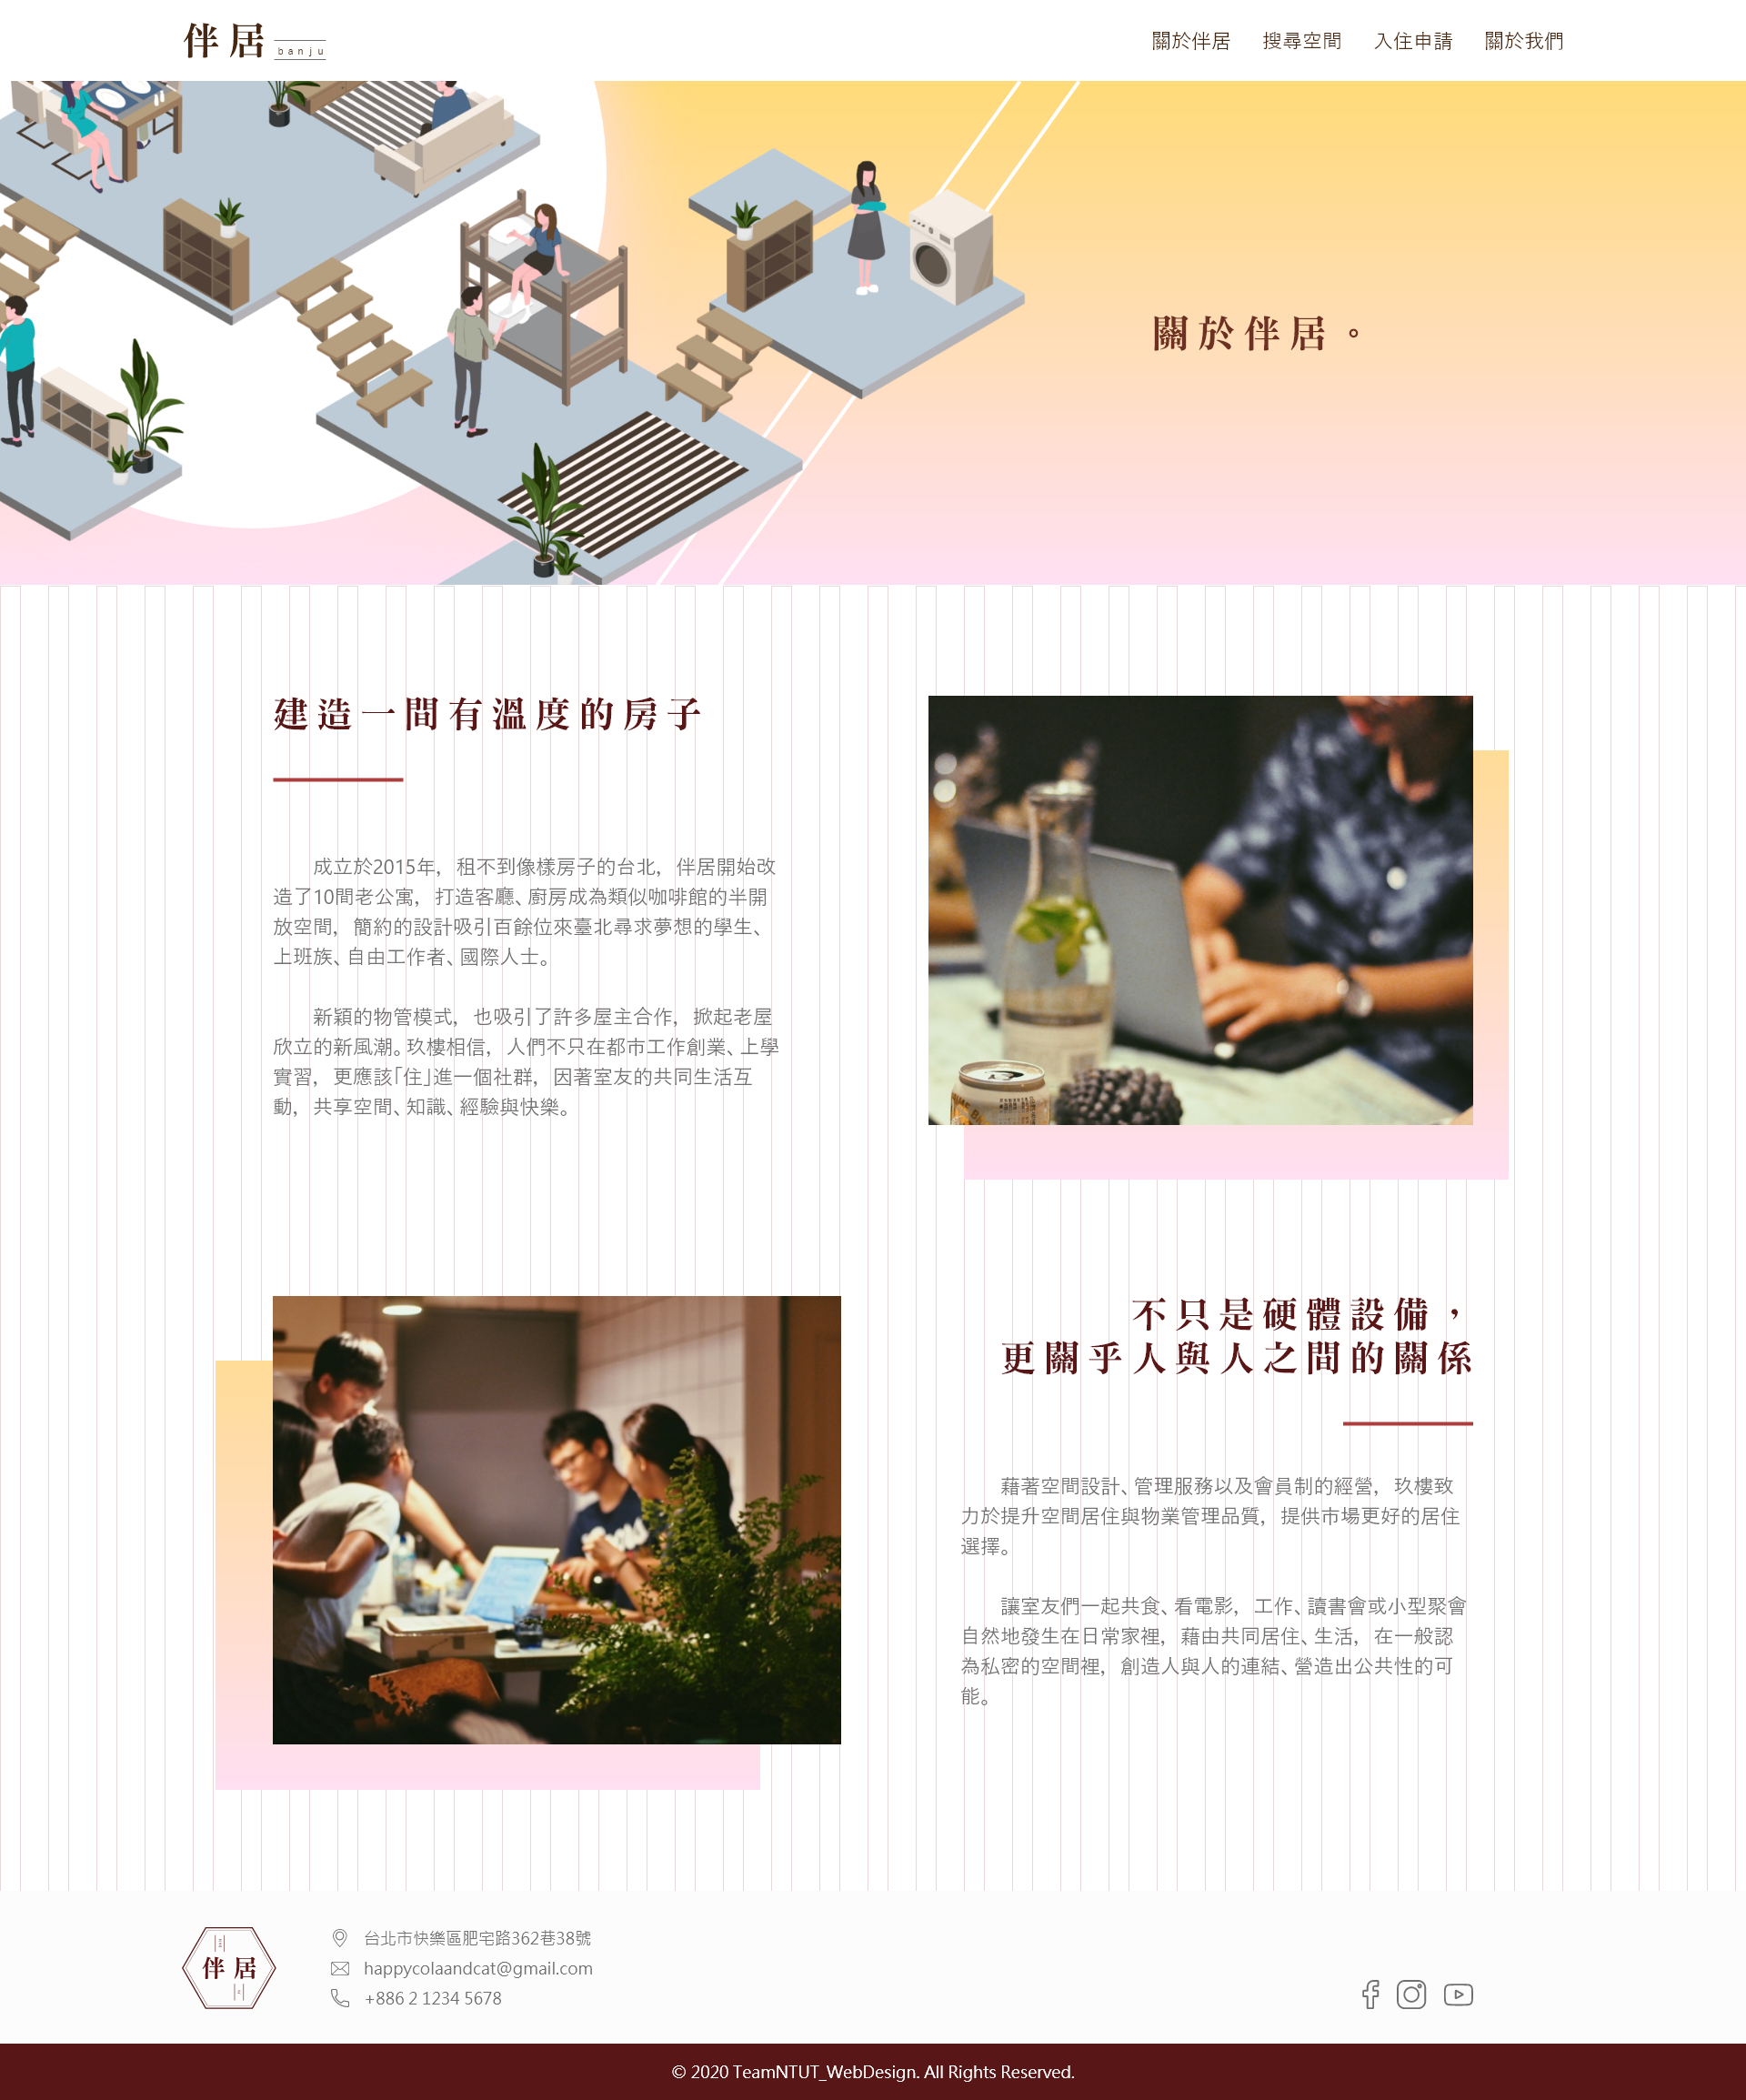 伴居 banju
關於伴居 搜尋空間 入住申請 關於我們
關於伴居。
建造一間有溫度的房子
成立於2015年，租不到像樣房子的台北，伴居開始改
造了10間老公寓，打造客廳、廚房成為類似咖啡館的半開
放空間，簡約的設計吸引百餘位來臺北尋求夢想的學生、
上班族、自由工作者、國際人士。
新穎的物管模式，也吸引了許多屋主合作，掀起老屋
欣立的新風潮。玖樓相信，人們不只在都市工作創業、上學
實習，更應該「住」進一個社群，因著室友的共同生活互
動，共享空間、知識、經驗與快樂。
不只是硬體設備，
更關乎人與人之間的關係
藉著空間設計、管理服務以及會員制的經營，玖樓致
力於提升空間居住與物業管理品質，提供市場更好的居住
選擇。
讓室友們一起共食、看電影，工作、讀書會或小型聚會
自然地發生在日常家裡，藉由共同居住、生活，在一般認
為私密的空間裡，創造人與人的連結、營造出公共性的可
能。
伴居
台北市快樂區肥宅路362巷38號
happycolaandcat@gmail.com
+886 2 1234 5678
© 2020 TeamNTUT_WebDesign. All Rights Reserved.